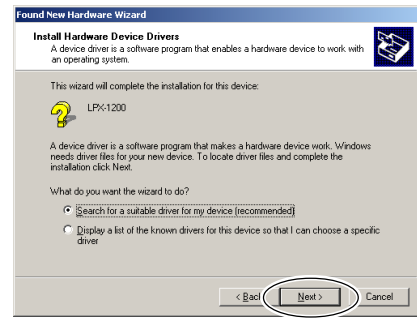 Found New Hardware Wizard
Install Hardware Device Drivers
A device driver is a software program that enables a hardware device to work with
an operating system.
This wizard will complete the installation for this device:
LPX-1200
A device driver is a software program that makes a hardware device work. Windows
needs driver files for your new device. To locate driver files and complete the
installation click Next.
What do you want the wizard to do?
Search for a suitable driver for my device (recommended)
Display a list of the known drivers for this device so that I can choose a specific
driver
< Back Next > Cancel